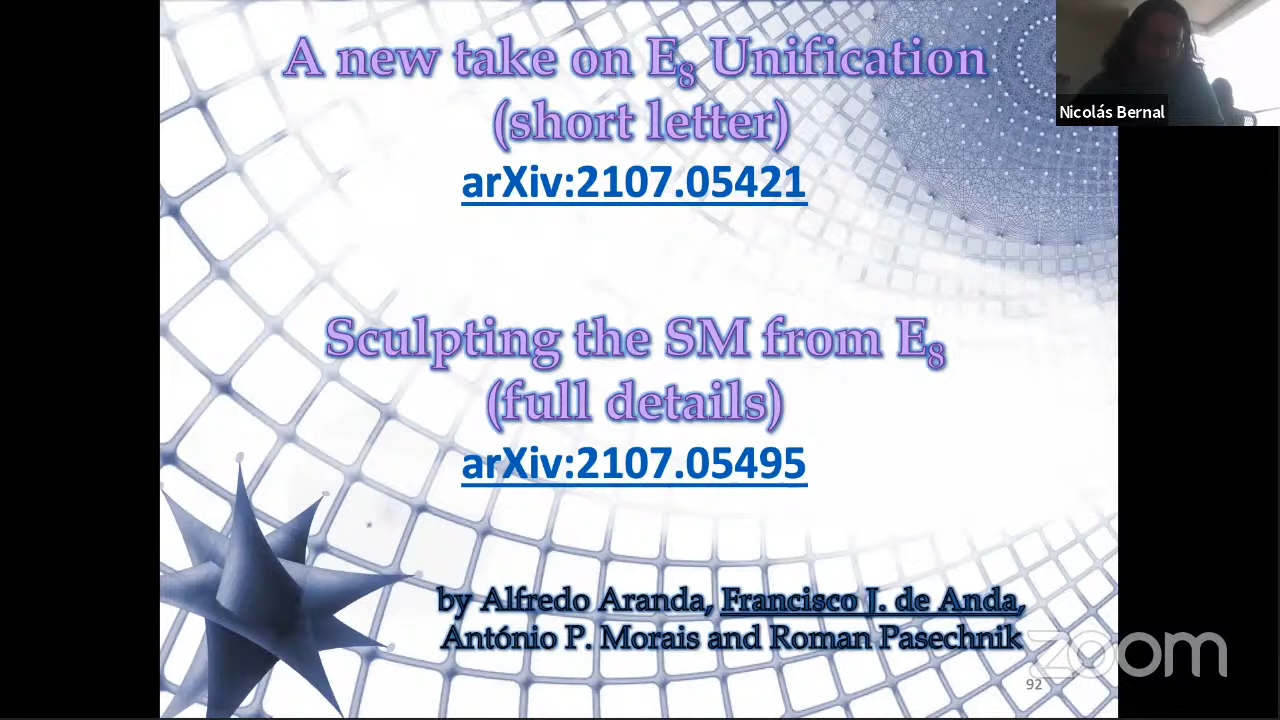 A new take on E₈ Unification
(short letter)
arXiv:2107.05421
Nicolás Bernal
Sculpting the SM from E₈
(full details)
arXiv:2107.05495
by Alfredo Aranda, Francisco J. de Anda,
António P. Morais and Roman Pasechnik
zoom
92